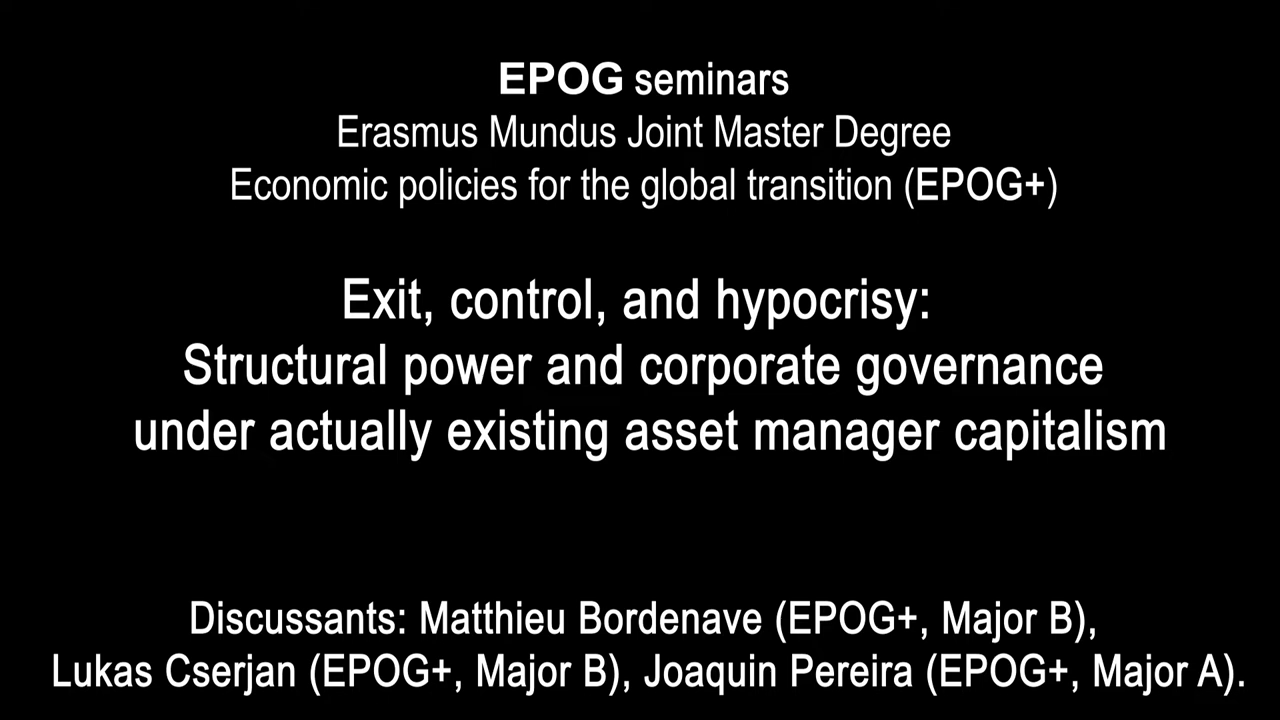 EPOG seminars
Erasmus Mundus Joint Master Degree
Economic policies for the global transition (EPOG+)
Exit, control, and hypocrisy:
Structural power and corporate governance
under actually existing asset manager capitalism
Discussants: Matthieu Bordenave (EPOG+, Major B),
Lukas Cserjan (EPOG+, Major B), Joaquin Pereira (EPOG+, Major A).